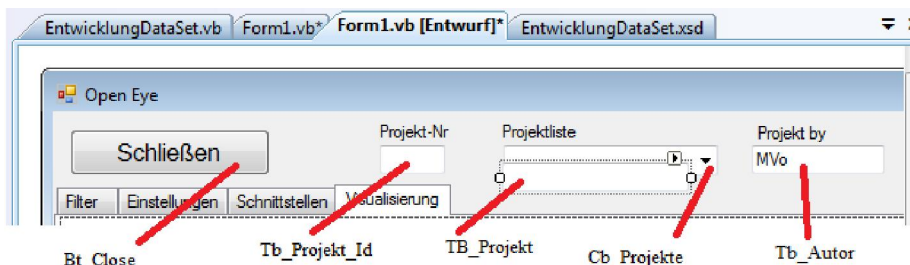 EntwicklungDataSet.vb Form1.vb* Form1.vb [Entwurf]* EntwicklungDataSet.xsd
Open Eye
Projekt-Nr Projektliste Projekt by
Schließen MVo
Filter Einstellungen Schnittstellen Visualisierung
Bt_Close Tb_Projekt_Id TB_Projekt Cb_Projekte Tb_Autor